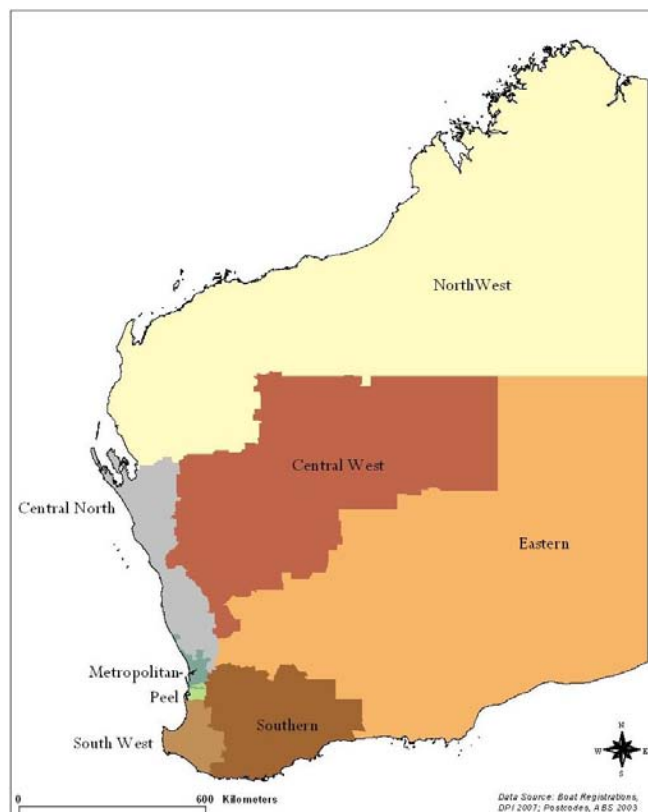 NorthWest
Central West
Central North
Eastern
Metropolitan
Peel
Southern
South West
N
W E
S
0 600 Kilometers
Data Source: Boat Registrations,
DPI 2007; Postcodes, ABS 2003